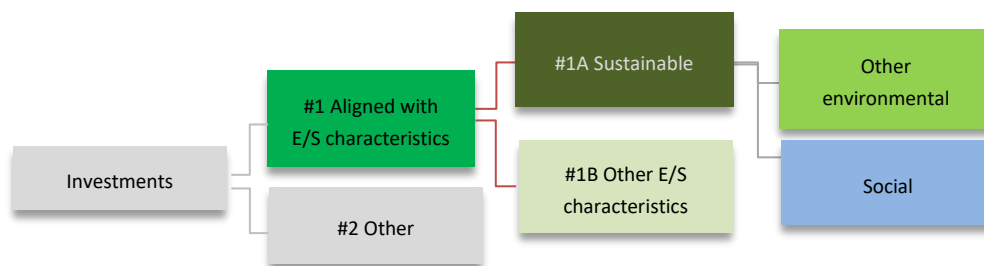 Investments
#1 Aligned with
E/S characteristics
#2 Other
#1A Sustainable
#1B Other E/S
characteristics
Other
environmental
Social